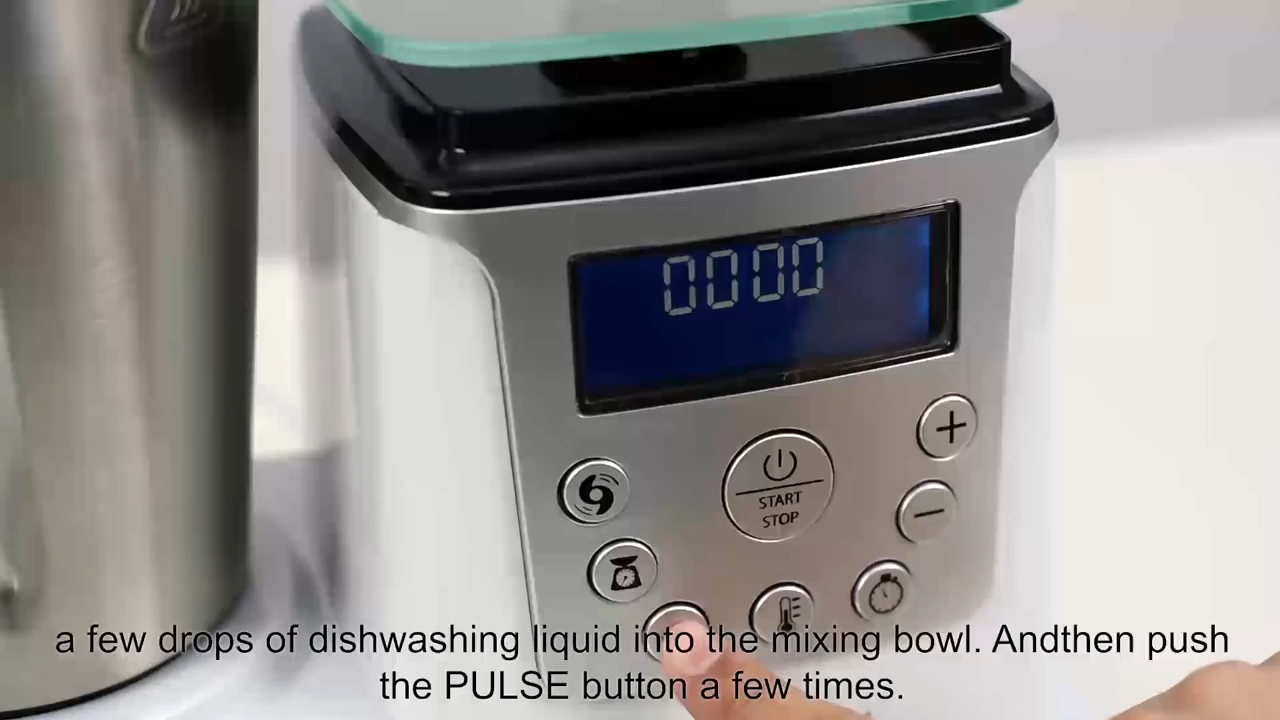 0000
START
STOP
a few drops of dishwashing liquid into the mixing bowl. Andthen push
the PULSE button a few times.